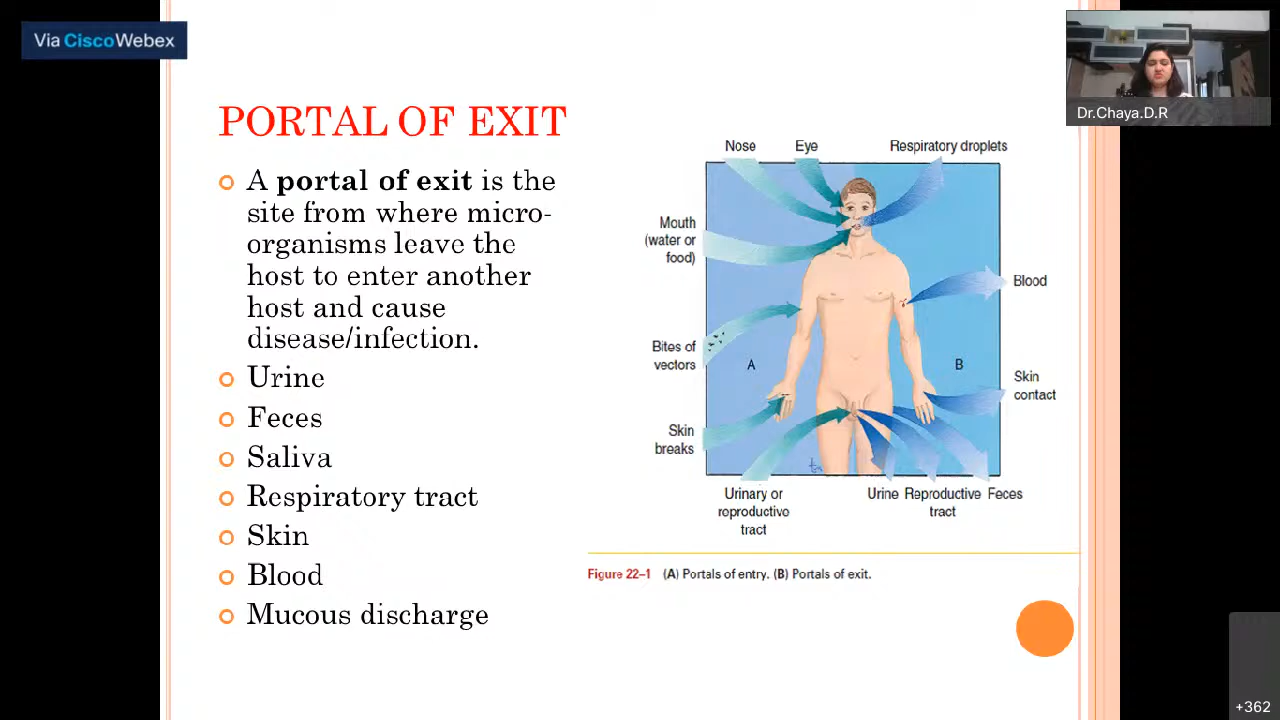 Via CiscoWebex
Dr.Chaya.D.R
PORTAL OF EXIT
A portal of exit is the
site from where micro-
organisms leave the
host to enter another
host and cause
disease/infection.
Urine
Feces
Saliva
Respiratory tract
Skin
Blood
Mucous discharge
Nose
Eye
Respiratory droplets
Mouth
(water or
food)
Blood
Bites of
vectors
A
B
Skin
contact
Skin
breaks
Urinary or
reproductive
tract
Urine
Reproductive
tract
Feces
Figure 22–1 (A) Portals of entry. (B) Portals of exit.
+362